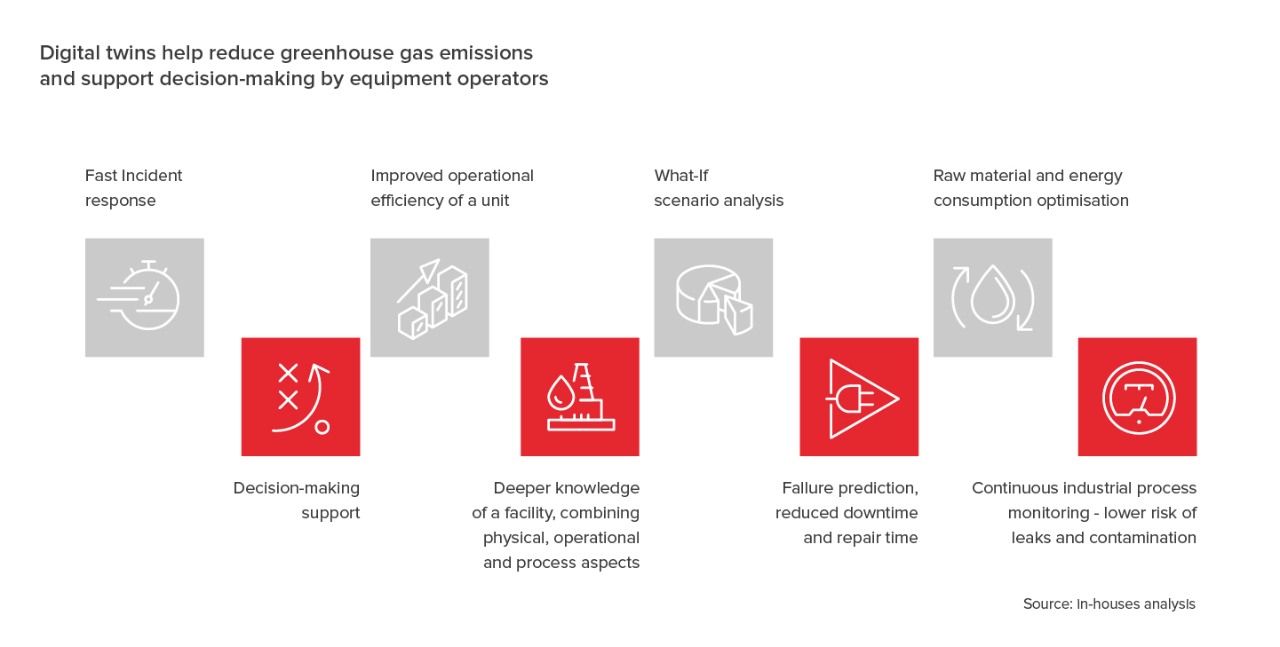 Digital twins help reduce greenhouse gas emissions
and support decision-making by equipment operators
Fast Incident
response
Improved operational
efficiency of a unit
What-If
scenario analysis
Raw material and energy
consumption optimisation
Decision-making
support
Deeper knowledge
of a facility, combining
physical, operational
and process aspects
Fallure prediction,
reduced downtime
and repair time
Continuous industrial process
monitoring - lower risk of
leaks and contamination
Source: In-houses analysis